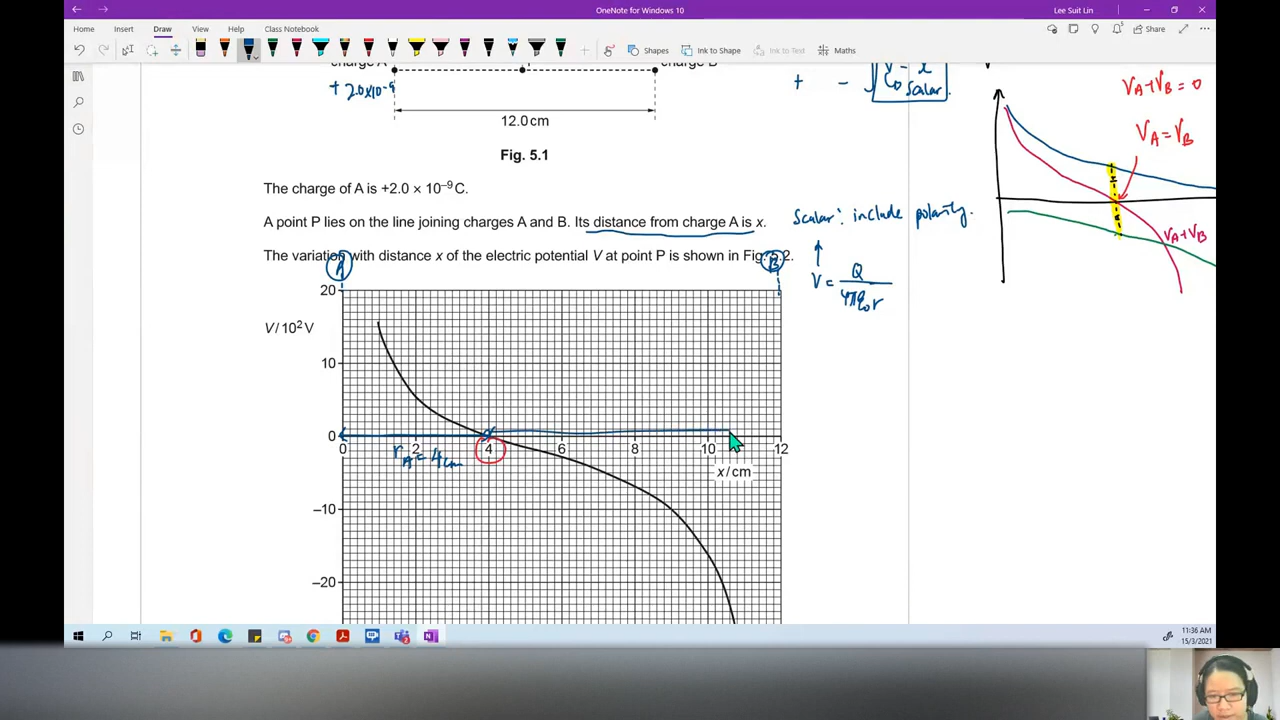 OneNote for Windows 10
Lee Suit Lin
Home Insert Draw View Help Class Notebook
Share
Shapes Ink to Shape Ink to Text Maths
charge A charge B
+ 2.0x10⁻⁹
12.0 cm
Fig. 5.1
+ -
scalar
V_A+V_B = 0
V_A = V_B
V_A+V_B
The charge of A is +2.0 × 10⁻⁹ C.
A point P lies on the line joining charges A and B. Its distance from charge A is x.
Scalar: include polarity.
The variation with distance x of the electric potential V at point P is shown in Fig. 5.2.
V = Q / 4πε₀r
A B
20
V / 10² V
10
0
0 2 4 6 8 10 12
r_A = 4cm
x / cm
–10
–20
11:36 AM
15/3/2021